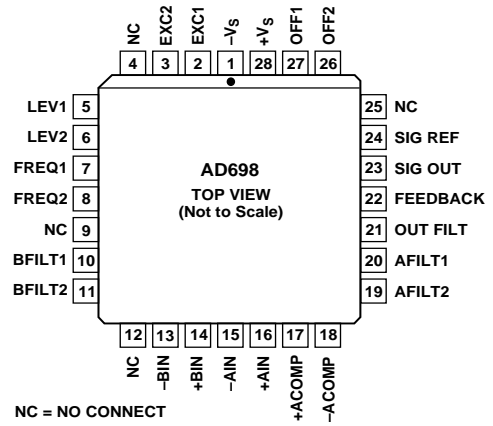 NC
EXC2
EXC1
–VS
+VS
OFF1
OFF2
4 3 2 1 28 27 26
LEV1 5
LEV2 6
FREQ1 7
FREQ2 8
NC 9
BFILT1 10
BFILT2 11
AD698
TOP VIEW
(Not to Scale)
25 NC
24 SIG REF
23 SIG OUT
22 FEEDBACK
21 OUT FILT
20 AFILT1
19 AFILT2
12 13 14 15 16 17 18
NC
–BIN
+BIN
–AIN
+AIN
+ACOMP
–ACOMP
NC = NO CONNECT